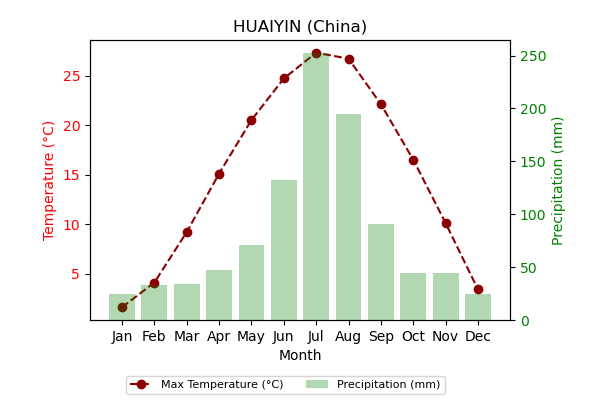 HUAIYIN (China)
Temperature (°C)
25
20
15
10
5
250
200
150
100
50
0
Precipitation (mm)
Jan Feb Mar Apr May Jun Jul Aug Sep Oct Nov Dec
Month
Max Temperature (°C) Precipitation (mm)